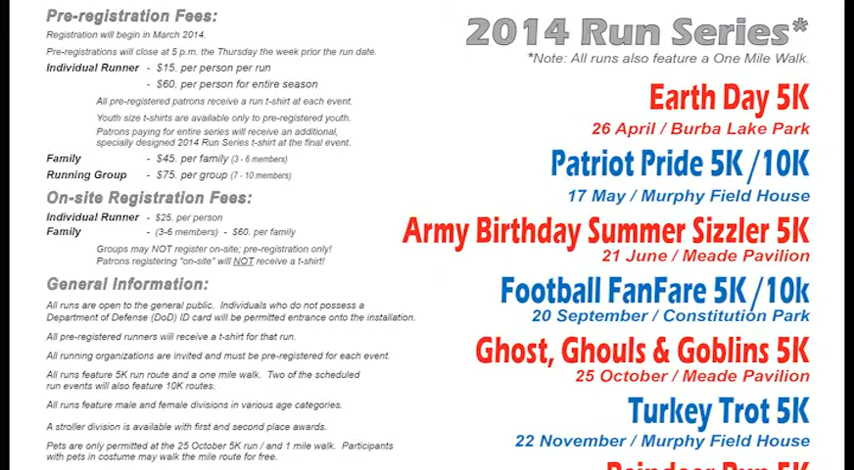 Pre-registration Fees:
Registration will begin in March 2014.
Pre-registrations will close at 5 p.m. the Thursday the week prior the run date.
Individual Runner - $15. per person per run
- $60. per person for entire season
All pre-registered patrons receive a run t-shirt at each event.
Youth size t-shirts are available only to pre-registered youth.
Patrons paying for entire series will receive an additional,
specially designed 2014 Run Series t-shirt at the final event.
Family - $45. per family (3 - 6 members)
Running Group - $75. per group (7 - 10 members)
On-site Registration Fees:
Individual Runner - $25. per person
Family - (3-6 members) - $60. per family
Groups may NOT register on-site; pre-registration only!
Patrons registering "on-site" will NOT receive a t-shirt!
General Information:
All runs are open to the general public. Individuals who do not possess a
Department of Defense (DoD) ID card will be permitted entrance onto the installation.
All pre-registered runners will receive a t-shirt for that run.
All running organizations are invited and must be pre-registered for each event.
All runs feature 5K run route and a one mile walk. Two of the scheduled
run events will also feature 10K routes.
All runs feature male and female divisions in various age categories.
A stroller division is available with first and second place awards.
Pets are only permitted at the 25 October 5K run / and 1 mile walk. Participants
with pets in costume may walk the mile route for free.
2014 Run Series*
*Note: All runs also feature a One Mile Walk.
Earth Day 5K
26 April / Burba Lake Park
Patriot Pride 5K /10K
17 May / Murphy Field House
Army Birthday Summer Sizzler 5K
21 June / Meade Pavilion
Football FanFare 5K /10k
20 September / Constitution Park
Ghost, Ghouls & Goblins 5K
25 October / Meade Pavilion
Turkey Trot 5K
22 November / Murphy Field House
Reindeer Run 5K